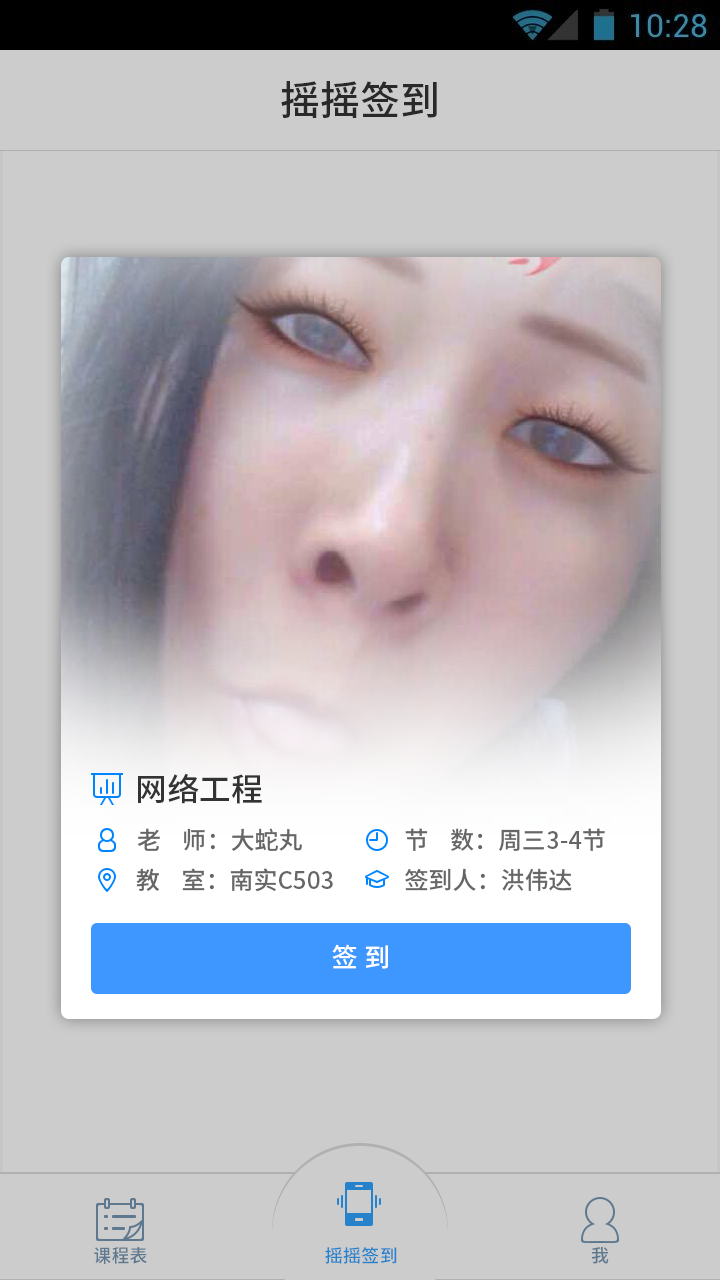 10:28
摇摇签到
网络工程
老 师：大蛇丸 节 数：周三3-4节
教 室：南实C503 签到人：洪伟达
签 到
课程表 摇摇签到 我